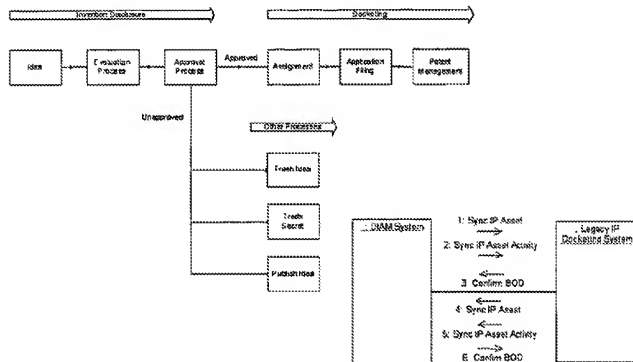 Invention Disclosure
Docketing
Idea
Evaluation
Process
Approval
Process
Approved
Assignment
Application
Filing
Patent
Management
Unapproved
Other Processes
Trash Idea
Trade
Secret
Publish Idea
: DIAM System
1: Sync IP Asset
2: Sync IP Asset Activity
3: Confirm BOD
4: Sync IP Asset
5: Sync IP Asset Activity
6: Confirm BOD
: Legacy IP
Docketing System